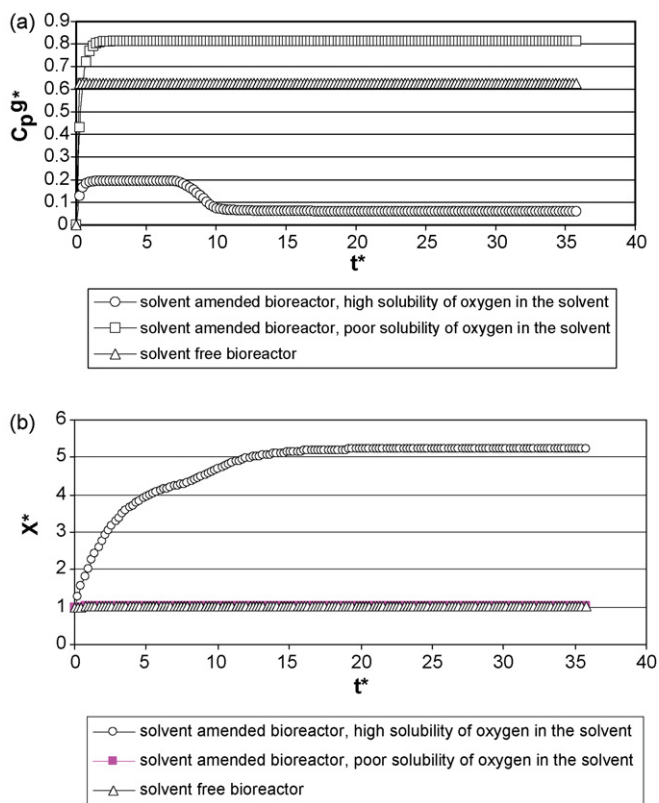 (a)
0.9
0.8
0.7
0.6
0.5
0.4
0.3
0.2
0.1
0
Cpg*
0 5 10 15 20 25 30 35 40
t*
solvent amended bioreactor, high solubility of oxygen in the solvent
solvent amended bioreactor, poor solubility of oxygen in the solvent
solvent free bioreactor
(b)
6
5
4
3
2
1
0
X*
0 5 10 15 20 25 30 35 40
t*
solvent amended bioreactor, high solubility of oxygen in the solvent
solvent amended bioreactor, poor solubility of oxygen in the solvent
solvent free bioreactor